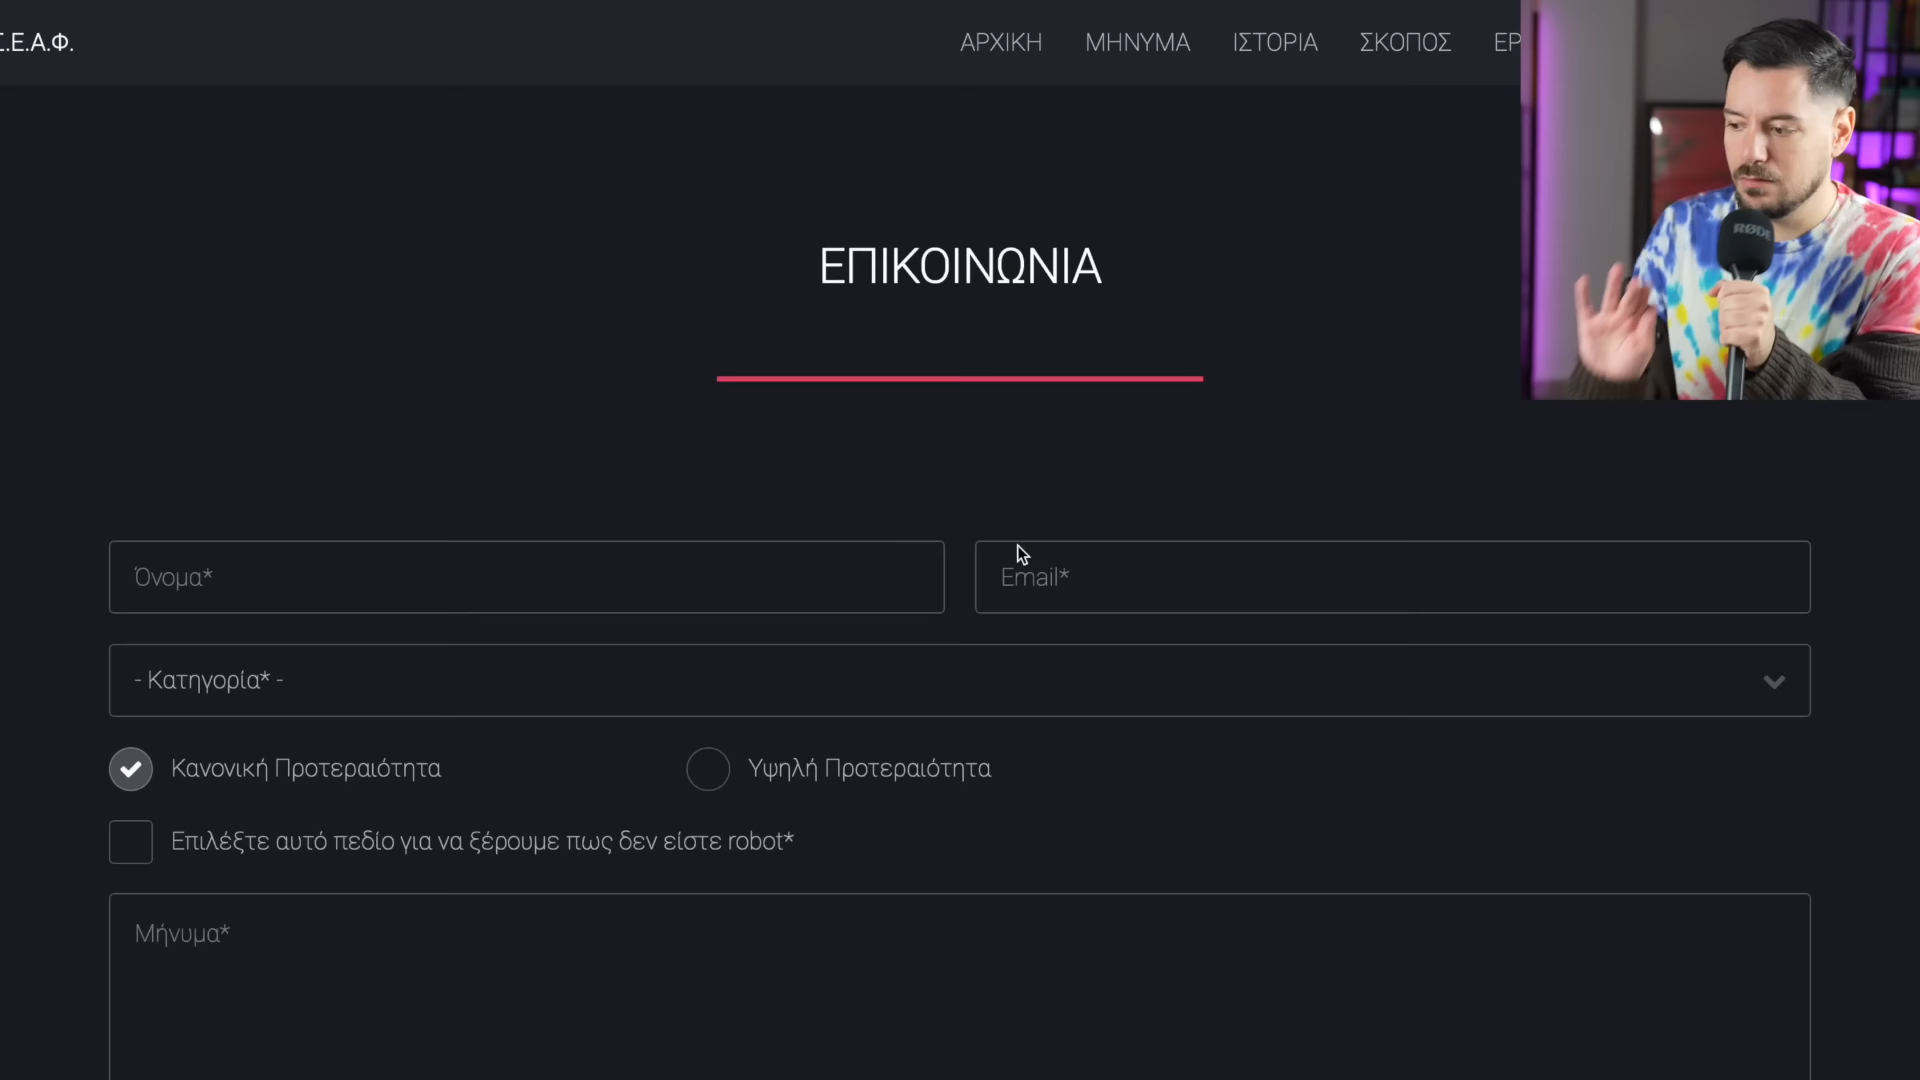 .Ε.Α.Φ.
ΑΡΧΙΚΗ ΜΗΝΥΜΑ ΙΣΤΟΡΙΑ ΣΚΟΠΟΣ ΕΡ
RØDE
ΕΠΙΚΟΙΝΩΝΙΑ
Όνομα* Email*
- Κατηγορία* -
Κανονική Προτεραιότητα Υψηλή Προτεραιότητα
Επιλέξτε αυτό πεδίο για να ξέρουμε πως δεν είστε robot*
Μήνυμα*